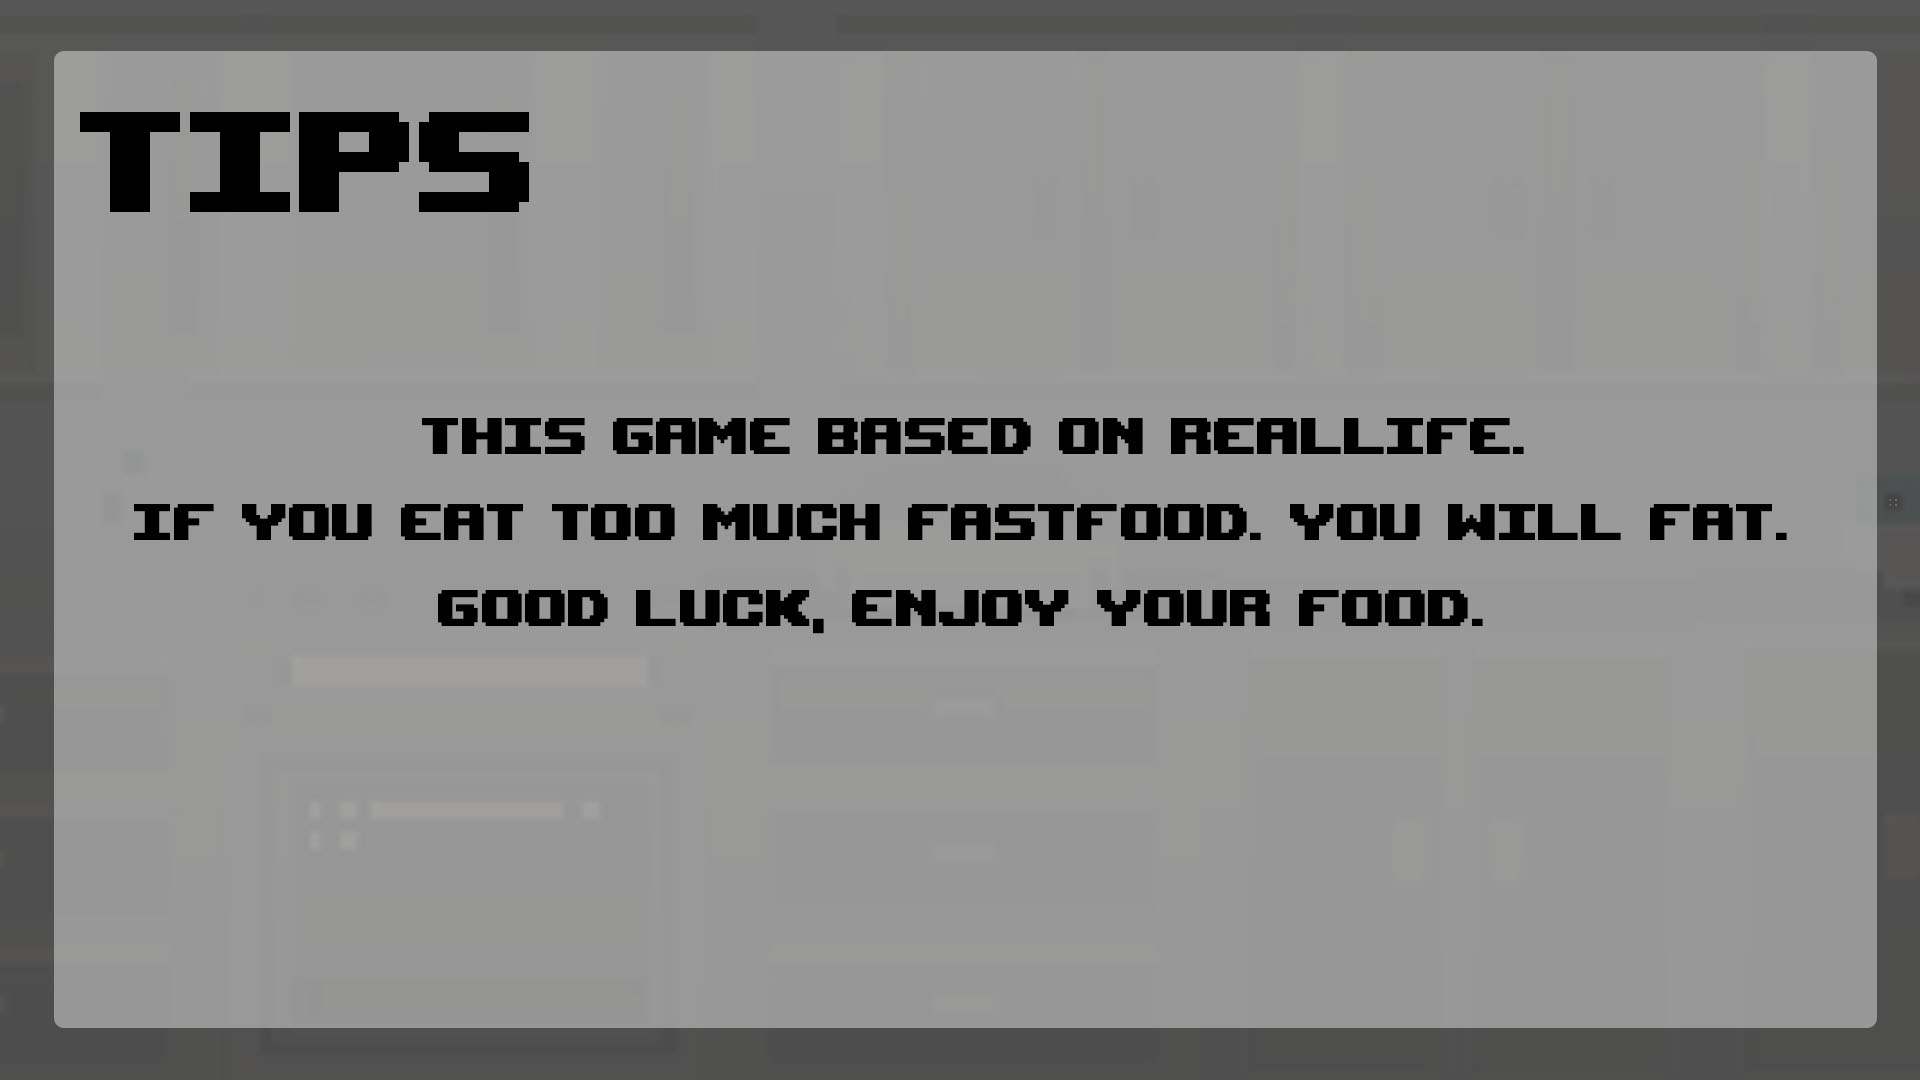 TIPS
THIS GAME BASED ON REALLIFE.
IF YOU EAT TOO MUCH FASTFOOD. YOU WILL FAT.
GOOD LUCK, ENJOY YOUR FOOD.